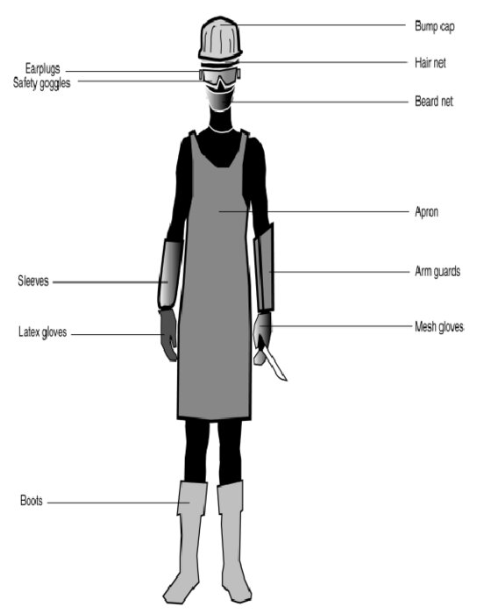 Bump cap
Hair net
Earplugs
Safety goggles
Beard net
Apron
Arm guards
Sleeves
Mesh gloves
Latex gloves
Boots